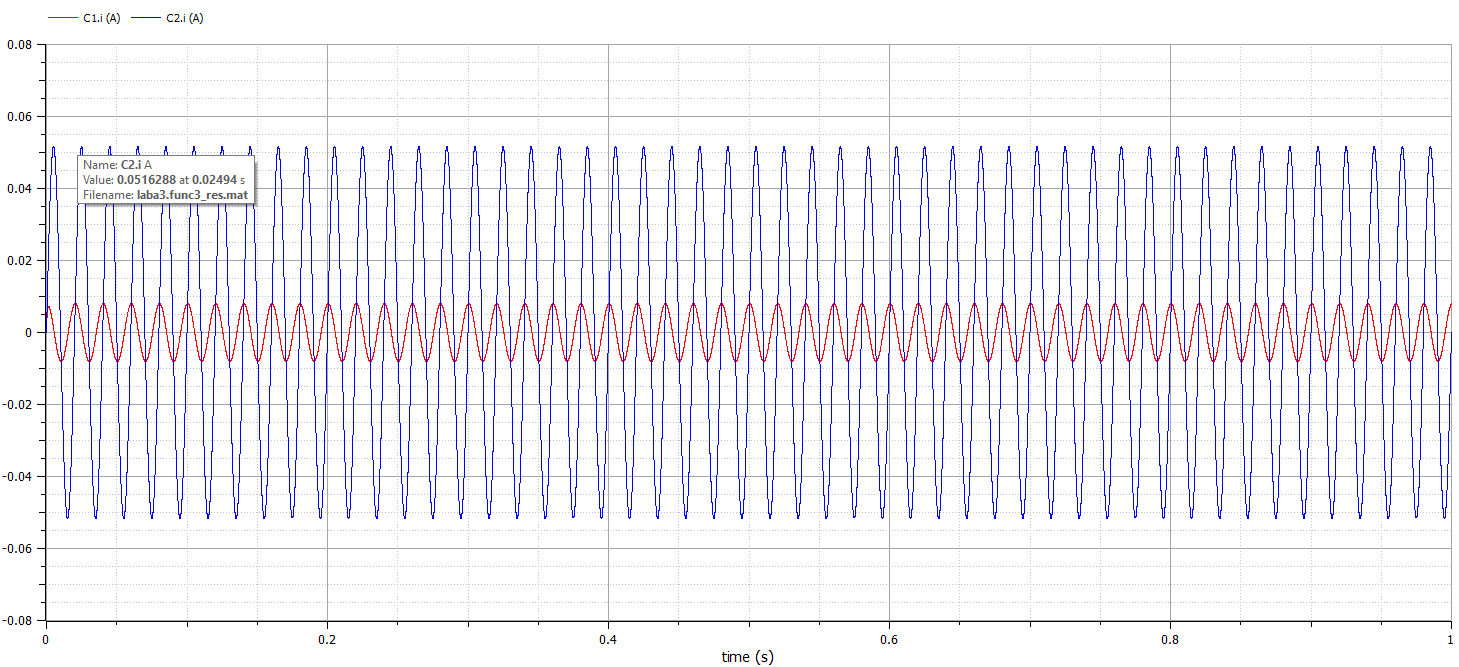 C1.i (A) C2.i (A)
0.08
0.06
Name: C2.i A
Value: 0.0516288 at 0.02494 s
Filename: laba3.func3_res.mat
0.04
0.02
0
-0.02
-0.04
-0.06
-0.08
0 0.2 0.4 0.6 0.8 1
time (s)